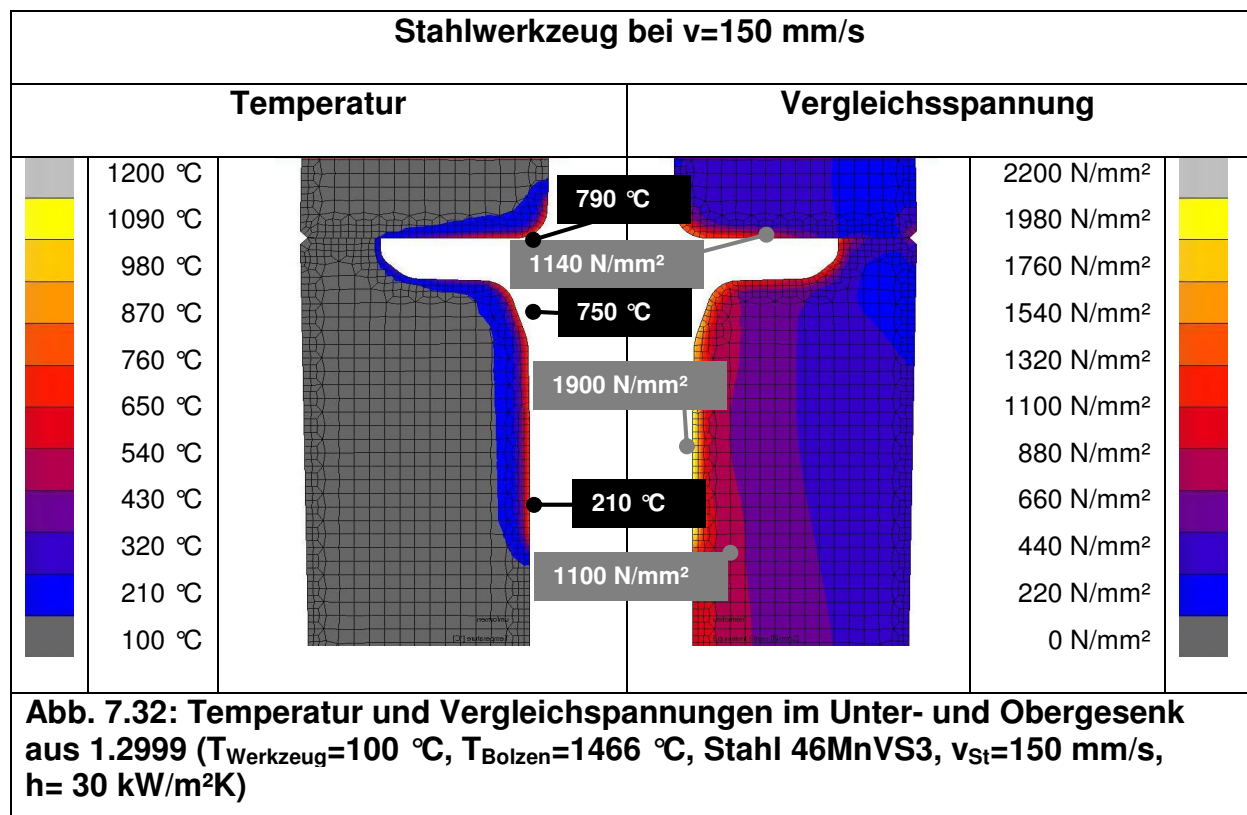 Stahlwerkzeug bei v=150 mm/s
Temperatur
Vergleichsspannung
1200 °C
1090 °C
980 °C
870 °C
760 °C
650 °C
540 °C
430 °C
320 °C
210 °C
100 °C
790 °C
1140 N/mm²
750 °C
1900 N/mm²
210 °C
1100 N/mm²
2200 N/mm²
1980 N/mm²
1760 N/mm²
1540 N/mm²
1320 N/mm²
1100 N/mm²
880 N/mm²
660 N/mm²
440 N/mm²
220 N/mm²
0 N/mm²
Abb. 7.32: Temperatur und Vergleichspannungen im Unter- und Obergesenk
aus 1.2999 (TWerkzeug=100 °C, TBolzen=1466 °C, Stahl 46MnVS3, vSt=150 mm/s,
h= 30 kW/m²K)